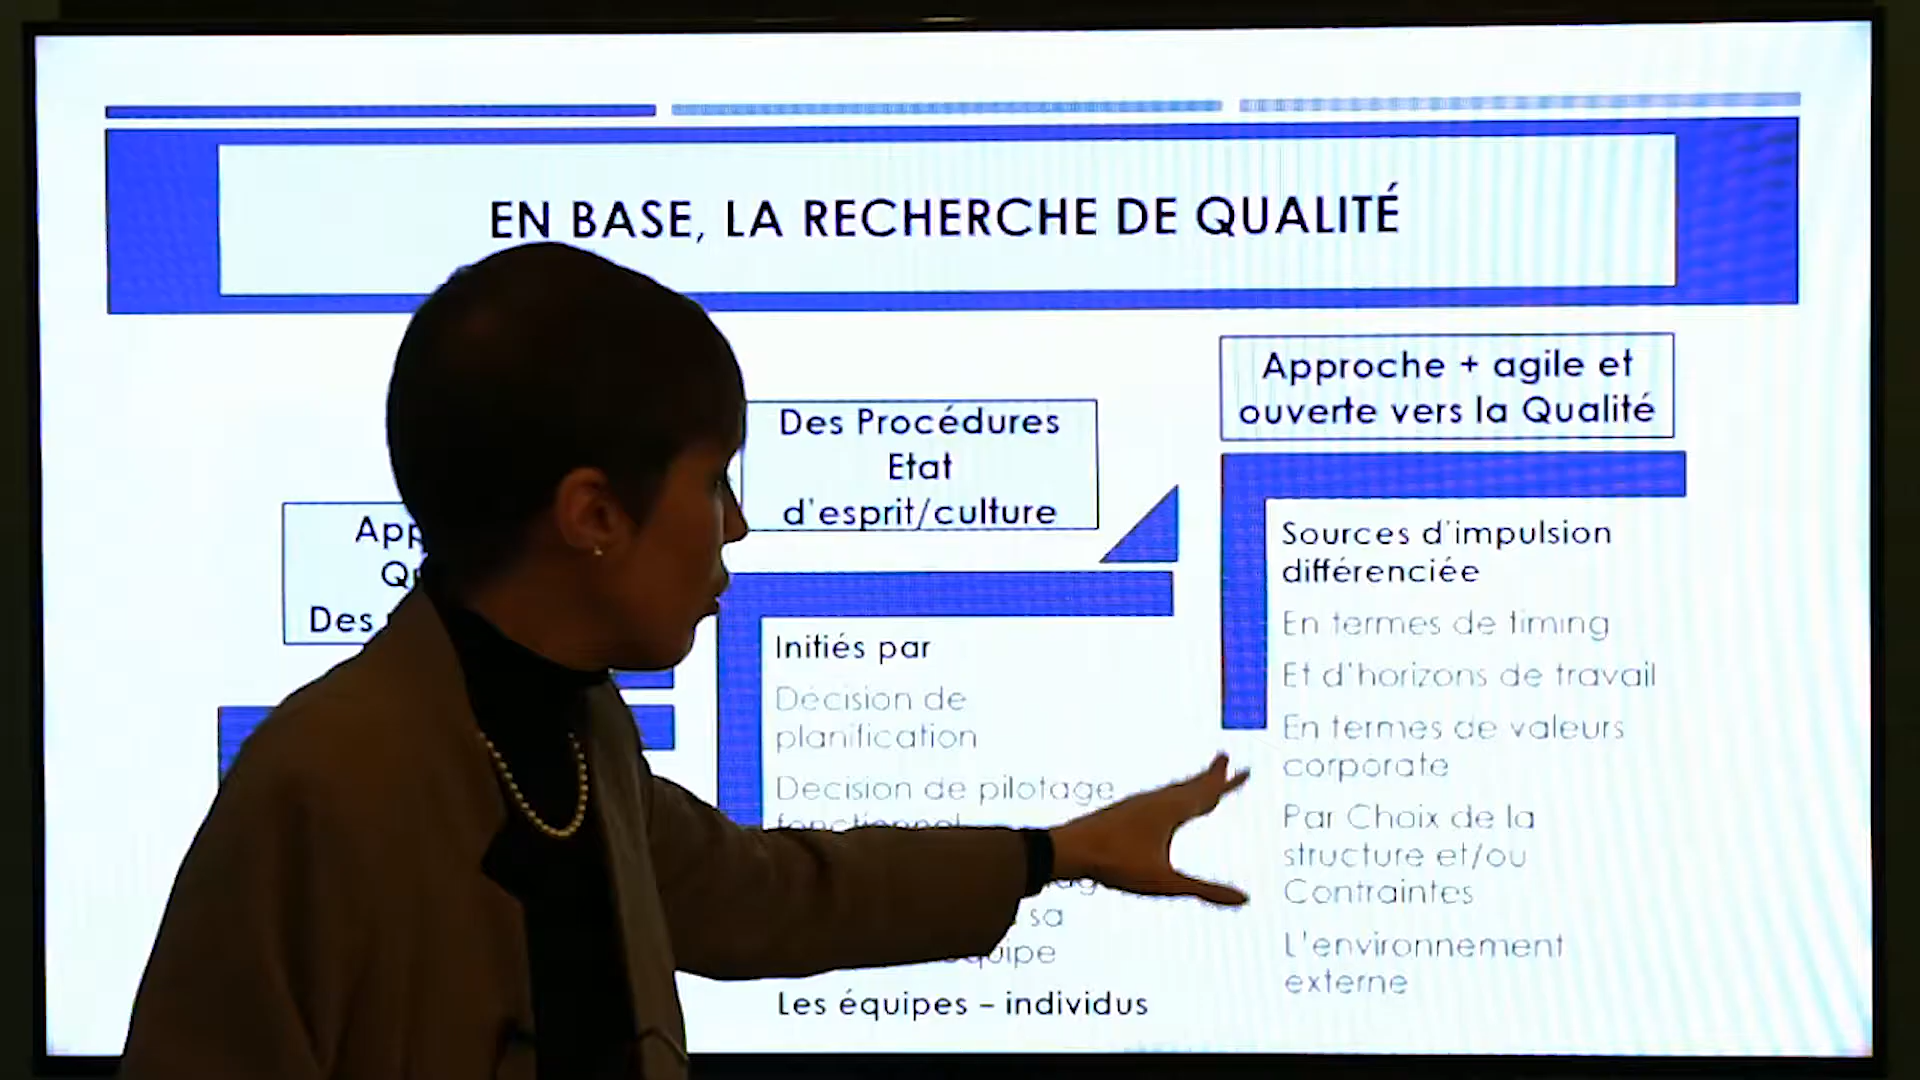 EN BASE, LA RECHERCHE DE QUALITÉ
Des
Des Procédures
Etat
d'esprit/culture
Initiés par
Décision de
planification
Decision de pilotage
fonctionnel
sa
Les équipes – individus
Approche + agile et
ouverte vers la Qualité
Sources d'impulsion
différenciée
En termes de timing
Et d'horizons de travail
En termes de valeurs
corporate
Par Choix de la
structure et/ou
Contraintes
L'environnement
externe